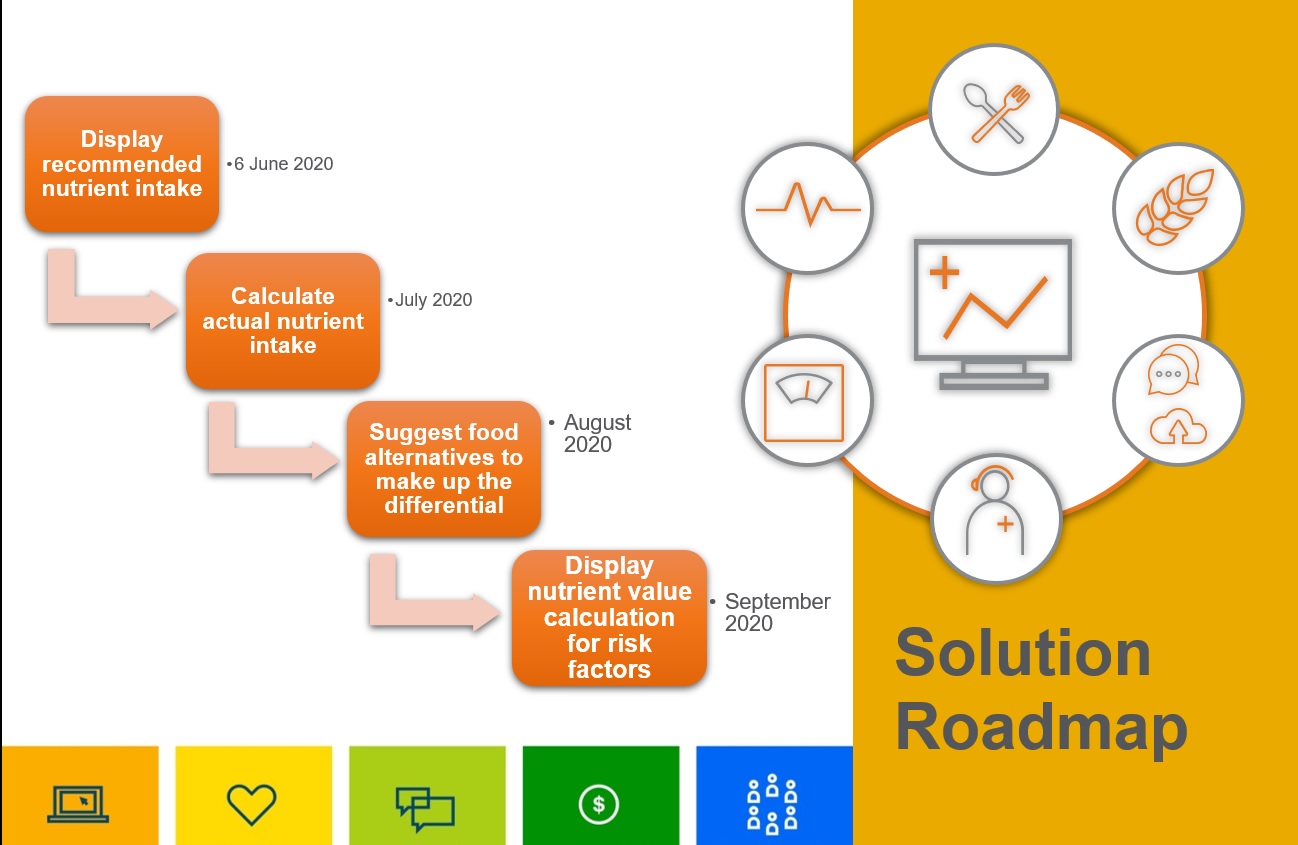 Display
recommended
nutrient intake
•6 June 2020
Calculate
actual nutrient
intake
•July 2020
Suggest food
alternatives to
make up the
differential
• August
2020
Display
nutrient value
calculation
for risk
factors
• September
2020
Solution
Roadmap
$